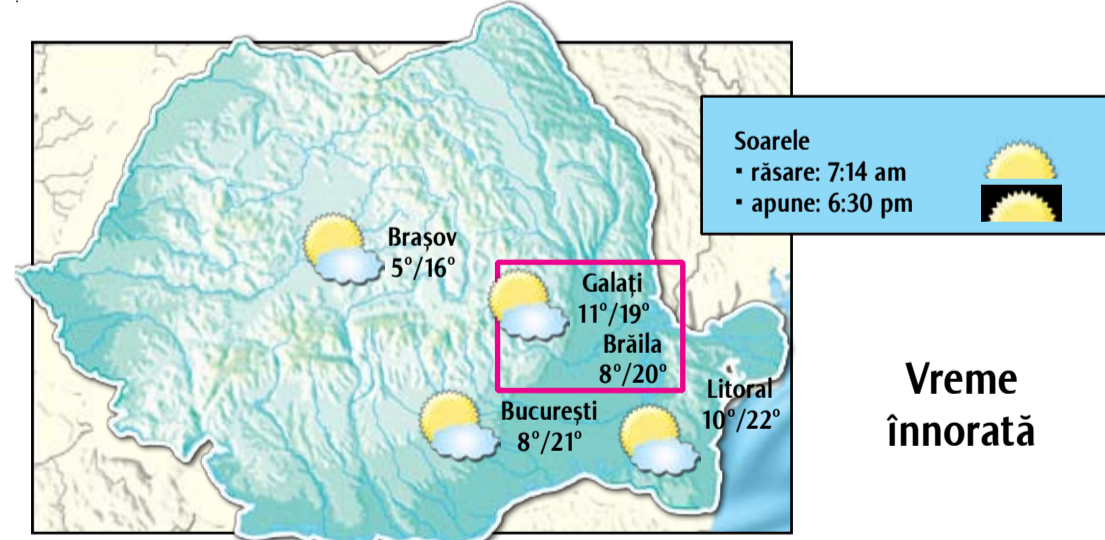 Soarele
▪ răsare: 7:14 am
▪ apune: 6:30 pm
Brașov
5°/16°
Galați
11°/19°
Brăila
8°/20°
Litoral
10°/22°
București
8°/21°
Vreme
înnorată